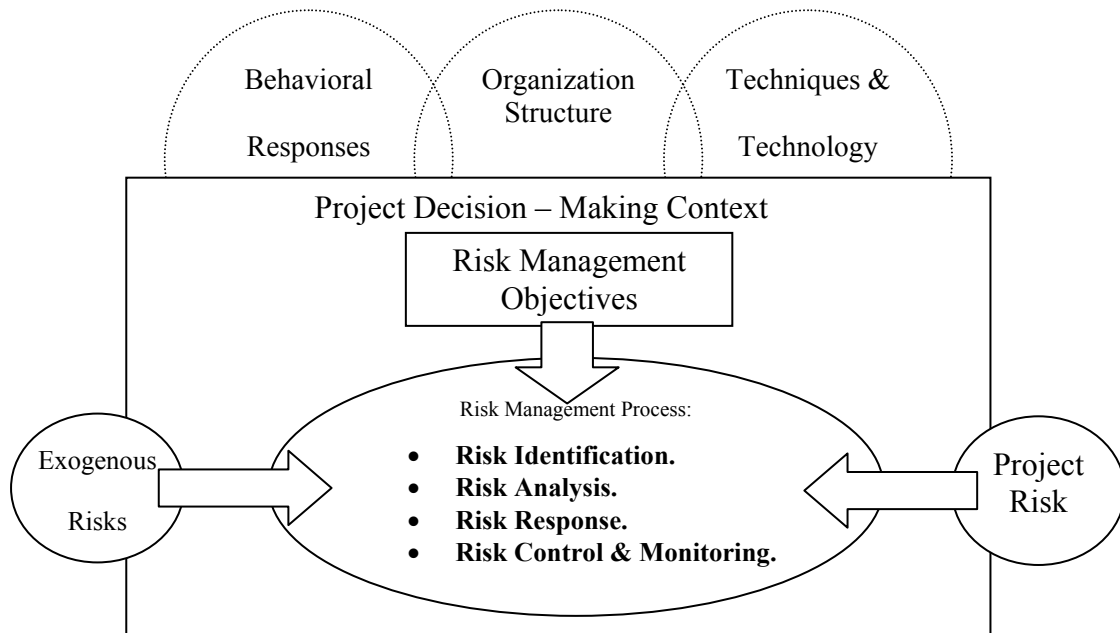 Behavioral
Responses
Organization
Structure
Techniques &
Technology
Project Decision – Making Context
Risk Management
Objectives
Risk Management Process:
• Risk Identification.
• Risk Analysis.
• Risk Response.
• Risk Control & Monitoring.
Exogenous
Risks
Project
Risk